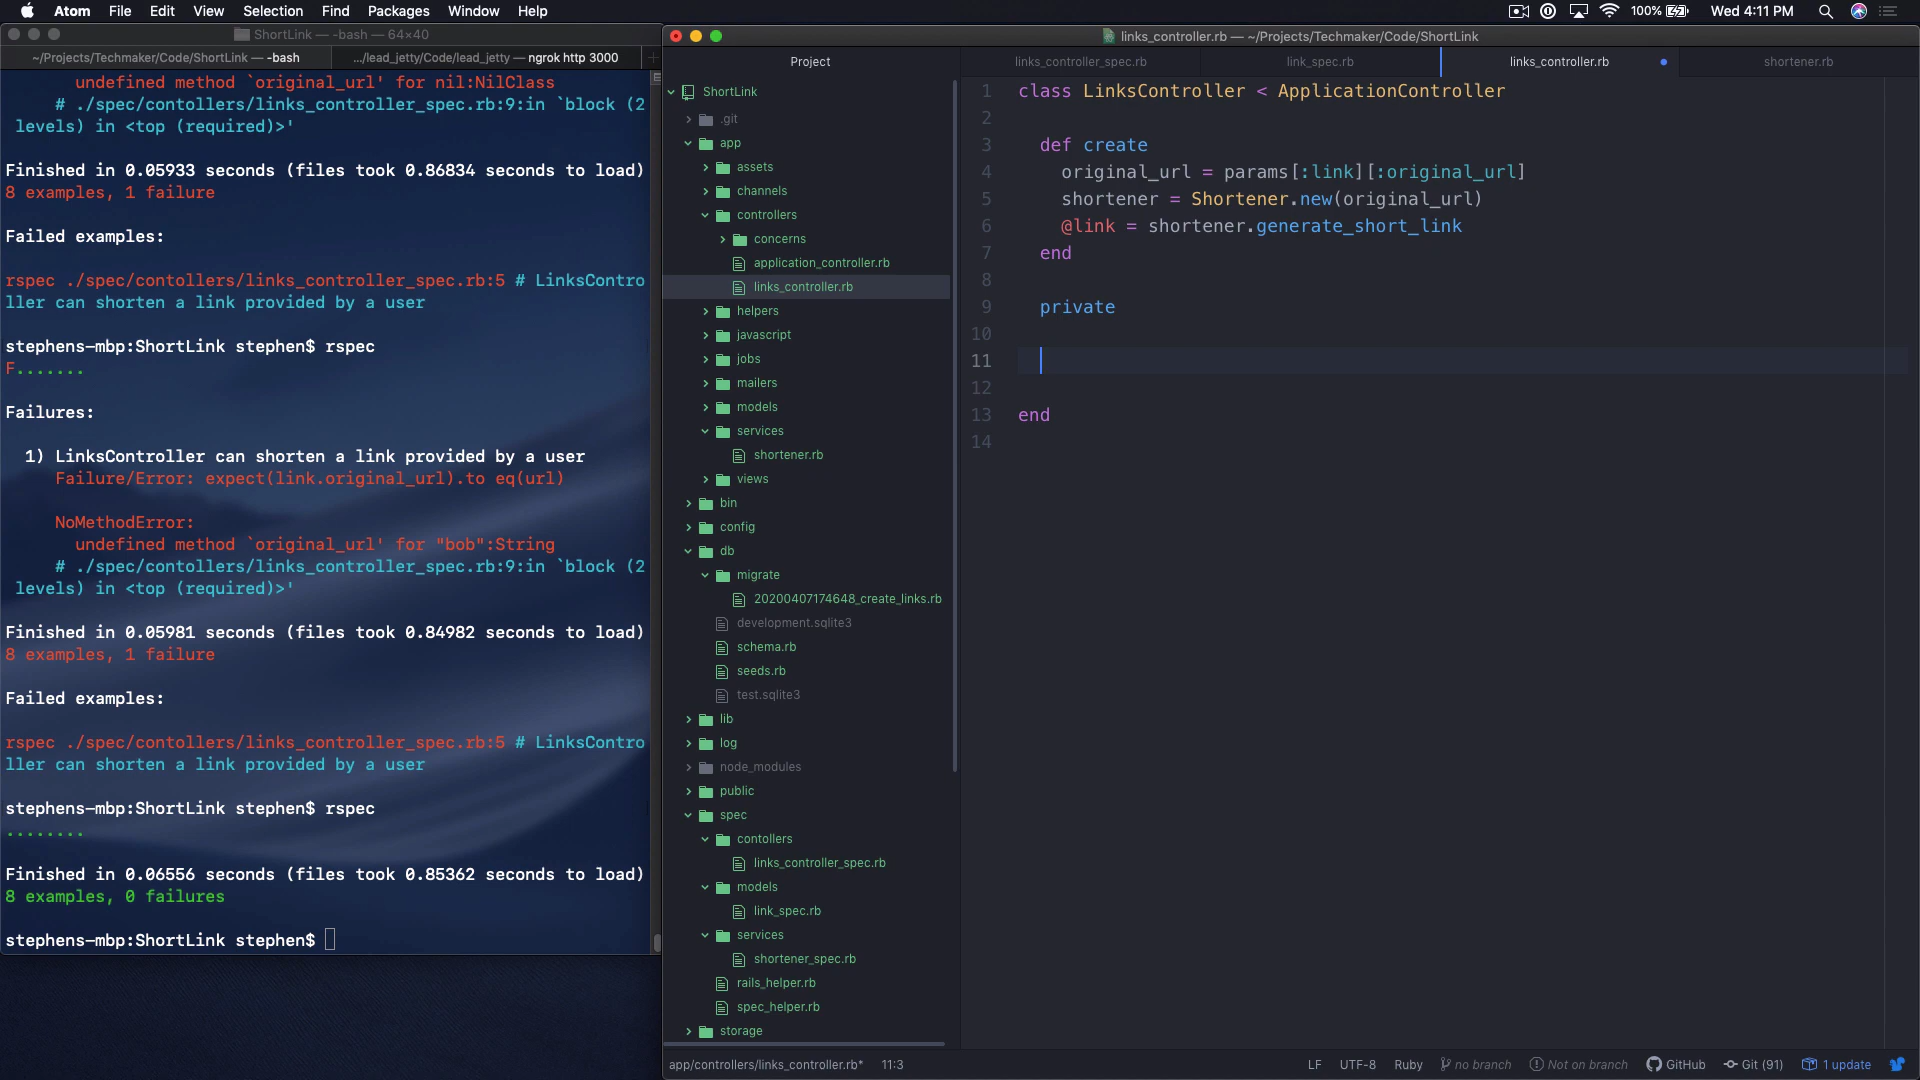 Atom File Edit View Selection Find Packages Window Help
100% Wed 4:11 PM
ShortLink — -bash — 64×40
~/Projects/Techmaker/Code/ShortLink — -bash
.../lead_jetty/Code/lead_jetty — ngrok http 3000
undefined method `original_url' for nil:NilClass
# ./spec/contollers/links_controller_spec.rb:9:in `block (2
levels) in <top (required)>'
Finished in 0.05933 seconds (files took 0.86834 seconds to load)
8 examples, 1 failure
Failed examples:
rspec ./spec/contollers/links_controller_spec.rb:5 # LinksContro
ller can shorten a link provided by a user
stephens-mbp:ShortLink stephen$ rspec
F.......
Failures:
1) LinksController can shorten a link provided by a user
Failure/Error: expect(link.original_url).to eq(url)
NoMethodError:
undefined method `original_url' for "bob":String
# ./spec/contollers/links_controller_spec.rb:9:in `block (2
levels) in <top (required)>'
Finished in 0.05981 seconds (files took 0.84982 seconds to load)
8 examples, 1 failure
Failed examples:
rspec ./spec/contollers/links_controller_spec.rb:5 # LinksContro
ller can shorten a link provided by a user
stephens-mbp:ShortLink stephen$ rspec
........
Finished in 0.06556 seconds (files took 0.85362 seconds to load)
8 examples, 0 failures
stephens-mbp:ShortLink stephen$
links_controller.rb — ~/Projects/Techmaker/Code/ShortLink
Project
ShortLink
.git
app
assets
channels
controllers
concerns
application_controller.rb
links_controller.rb
helpers
javascript
jobs
mailers
models
services
shortener.rb
views
bin
config
db
migrate
20200407174648_create_links.rb
development.sqlite3
schema.rb
seeds.rb
test.sqlite3
lib
log
node_modules
public
spec
contollers
links_controller_spec.rb
models
link_spec.rb
services
shortener_spec.rb
rails_helper.rb
spec_helper.rb
storage
links_controller_spec.rb link_spec.rb links_controller.rb shortener.rb
1 class LinksController < ApplicationController
2
3 def create
4 original_url = params[:link][:original_url]
5 shortener = Shortener.new(original_url)
6 @link = shortener.generate_short_link
7 end
8
9 private
10
11
12
13 end
14
app/controllers/links_controller.rb* 11:3
LF UTF-8 Ruby no branch Not on branch GitHub Git (91) 1 update